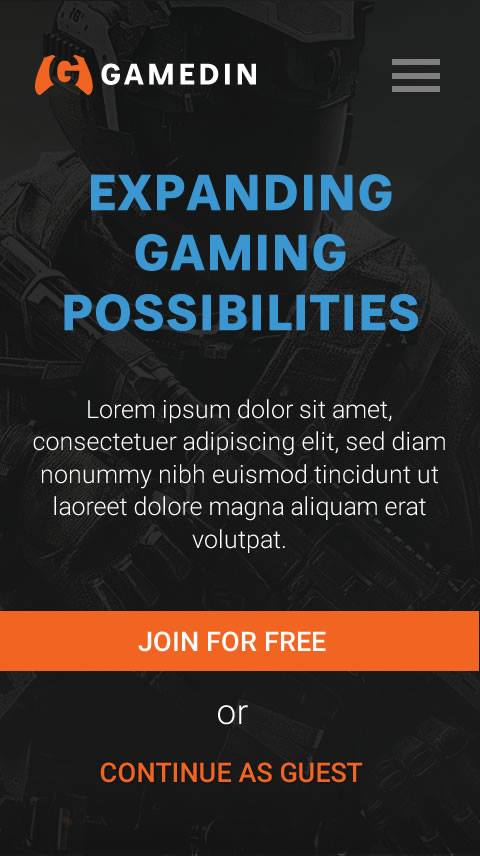 GAMEDIN
EXPANDING
GAMING
POSSIBILITIES
Lorem ipsum dolor sit amet,
consectetuer adipiscing elit, sed diam
nonummy nibh euismod tincidunt ut
laoreet dolore magna aliquam erat
volutpat.
JOIN FOR FREE
or
CONTINUE AS GUEST